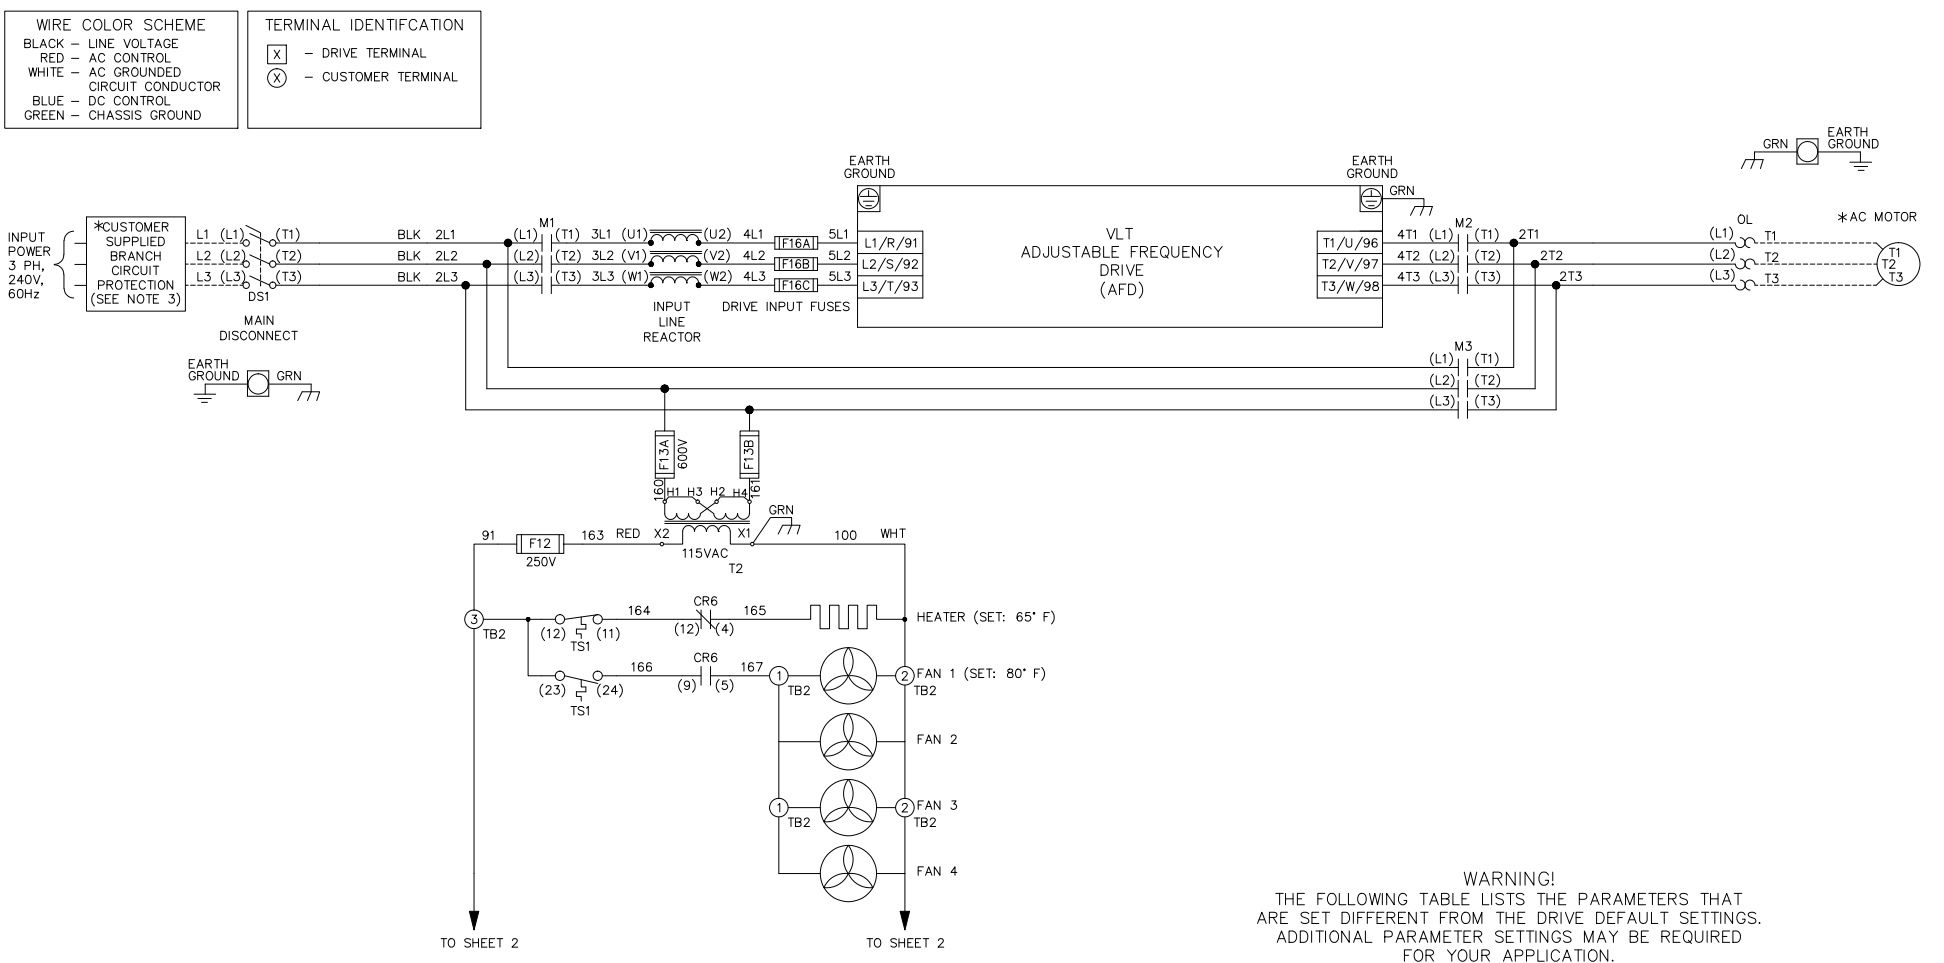 WIRE COLOR SCHEME
BLACK – LINE VOLTAGE
RED – AC CONTROL
WHITE – AC GROUNDED
CIRCUIT CONDUCTOR
BLUE – DC CONTROL
GREEN – CHASSIS GROUND
TERMINAL IDENTIFCATION
X – DRIVE TERMINAL
X – CUSTOMER TERMINAL
INPUT
POWER
3 PH,
240V,
60Hz
*CUSTOMER
SUPPLIED
BRANCH
CIRCUIT
PROTECTION
(SEE NOTE 3)
L1 (L1) (T1) BLK 2L1 (L1) M1 (T1) 3L1 (U1) (U2) 4L1 F16A 5L1 L1/R/91
L2 (L2) (T2) BLK 2L2 (L2) (T2) 3L2 (V1) (V2) 4L2 F16B 5L2 L2/S/92
L3 (L3) (T3) BLK 2L3 (L3) (T3) 3L3 (W1) (W2) 4L3 F16C 5L3 L3/T/93
DS1
MAIN
DISCONNECT
INPUT
LINE
REACTOR
DRIVE INPUT FUSES
EARTH
GROUND
GRN
EARTH
GROUND
VLT
ADJUSTABLE FREQUENCY
DRIVE
(AFD)
EARTH
GROUND
GRN
T1/U/96 4T1 (L1) M2 (T1) 2T1 (L1) OL T1
T2/V/97 4T2 (L2) (T2) 2T2 (L2) T2
T3/W/98 4T3 (L3) (T3) 2T3 (L3) T3
GRN
EARTH
GROUND
*AC MOTOR
T1
T2
T3
M3
(L1) (T1)
(L2) (T2)
(L3) (T3)
F13A
600V
F13B
160
161
H1 H3 H2 H4
GRN
91 F12 163 RED X2 X1 100 WHT
250V
115VAC
T2
3
TB2
(12) (11)
TS1
164
CR6
(12) (4)
165
HEATER (SET: 65° F)
(23) (24)
TS1
166
CR6
(9) (5)
167
1
TB2
2
TB2
FAN 1 (SET: 80° F)
FAN 2
1
TB2
2
TB2
FAN 3
FAN 4
TO SHEET 2
TO SHEET 2
WARNING!
THE FOLLOWING TABLE LISTS THE PARAMETERS THAT
ARE SET DIFFERENT FROM THE DRIVE DEFAULT SETTINGS.
ADDITIONAL PARAMETER SETTINGS MAY BE REQUIRED
FOR YOUR APPLICATION.